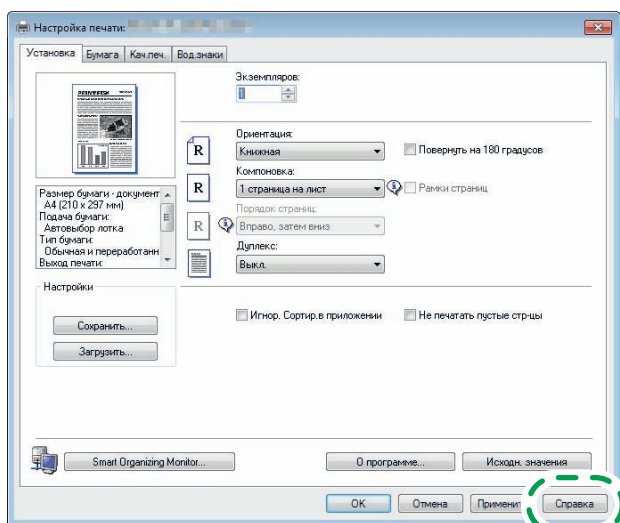 Настройка печати:
Установка Бумага Кач.печ. Вод.знаки
Экземпляров:
1
Ориентация:
R Книжная Повернуть на 180 градусов
Компоновка:
R 1 страница на лист Рамки страниц
Порядок страниц:
R Вправо, затем вниз
Дуплекс:
Выкл.
Размер бумаги - документ
A4 (210 x 297 мм)
Подача бумаги:
Автовыбор лотка
Тип бумаги:
Обычная и переработанн
Выход печати:
Настройки
Сохранить...
Загрузить...
Игнор. Сортир.в приложении Не печатать пустые стр-цы
Smart Organizing Monitor... О программе... Исходн. значения
OK Отмена Применит Справка